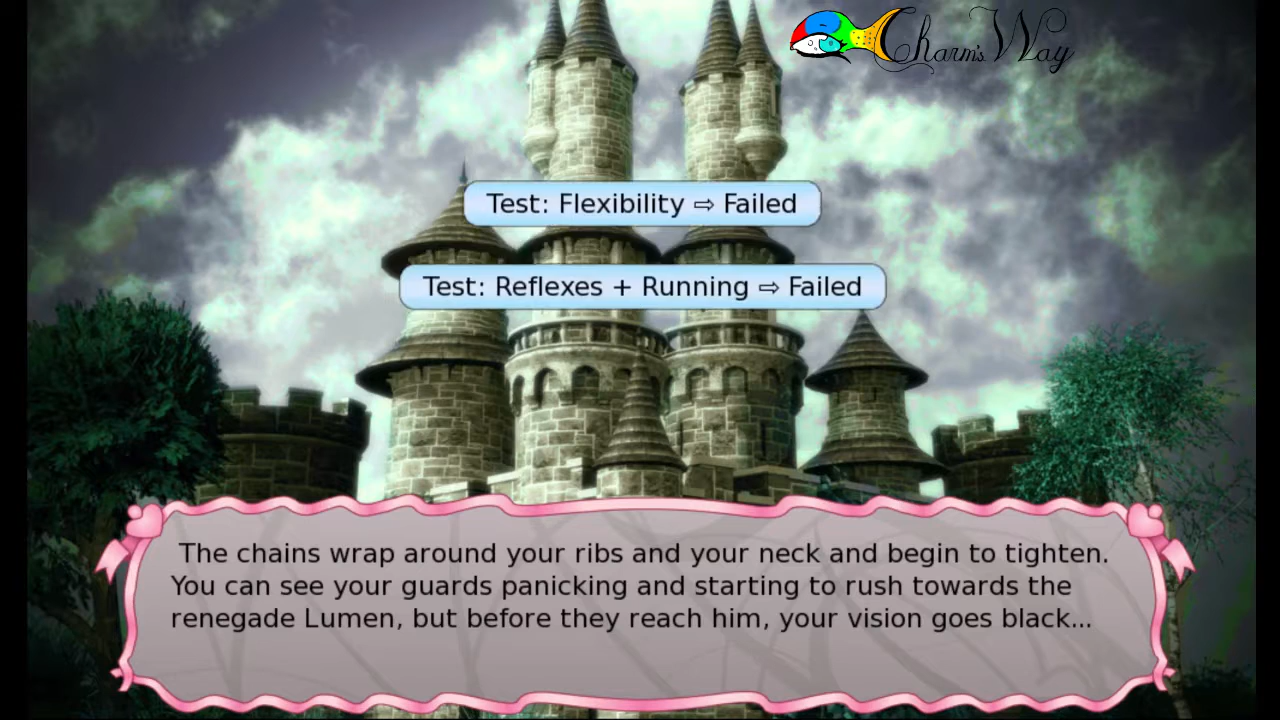 Charm's Way
Test: Flexibility ⇨ Failed
Test: Reflexes + Running ⇨ Failed
The chains wrap around your ribs and your neck and begin to tighten.
You can see your guards panicking and starting to rush towards the
renegade Lumen, but before they reach him, your vision goes black...